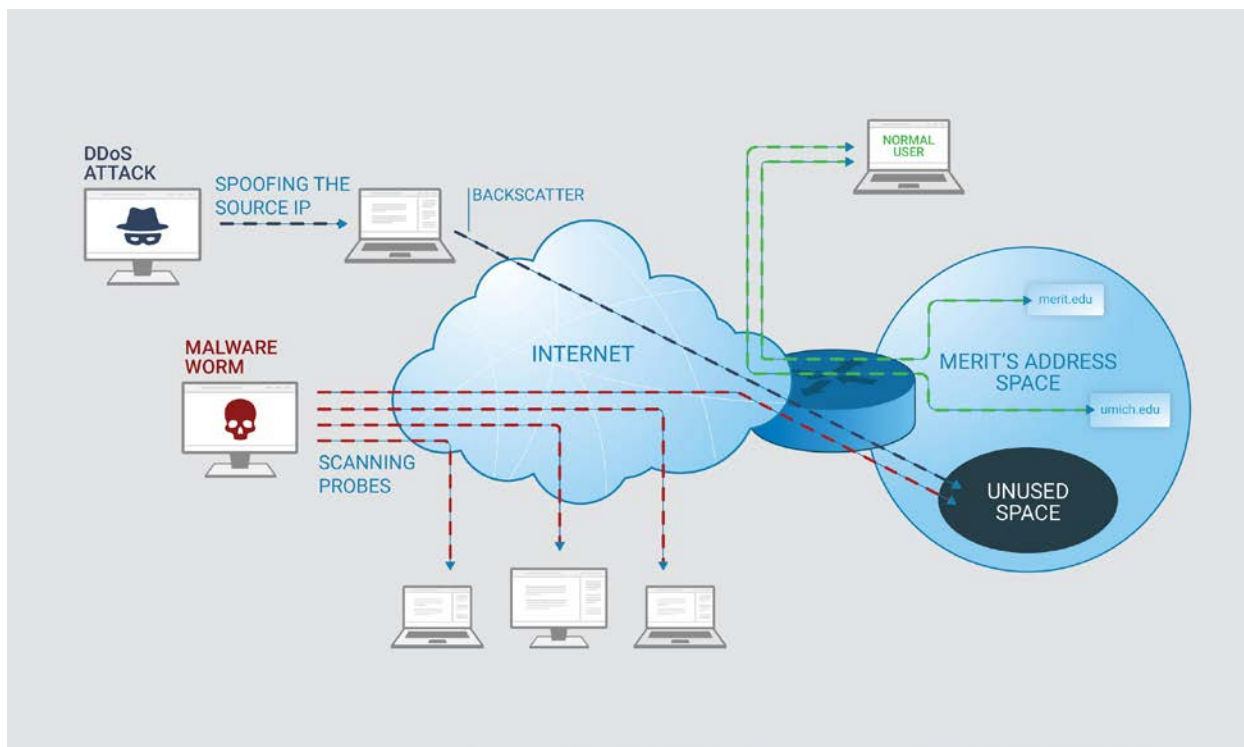 DDoS
ATTACK
SPOOFING THE
SOURCE IP
BACKSCATTER
NORMAL
USER
merit.edu
INTERNET
MERIT'S ADDRESS
SPACE
MALWARE
WORM
umich.edu
SCANNING
PROBES
UNUSED
SPACE